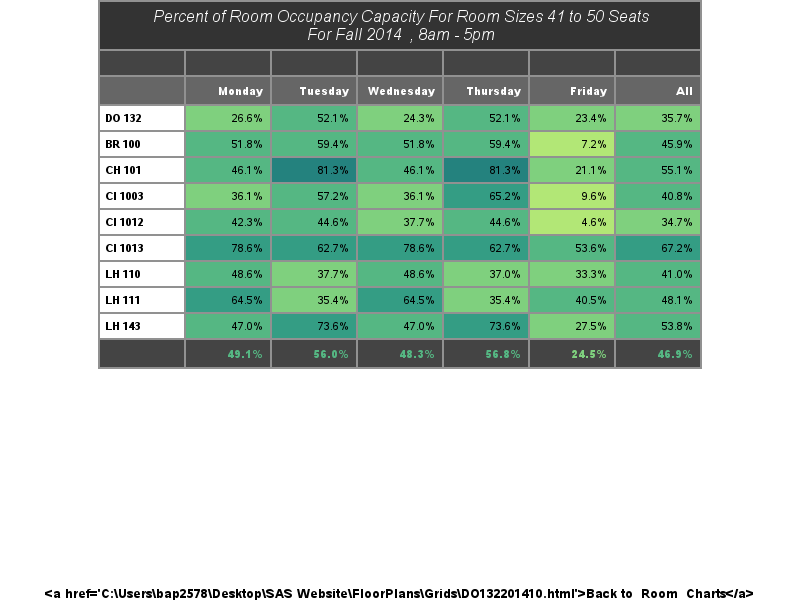 Percent of Room Occupancy Capacity For Room Sizes 41 to 50 Seats
For Fall 2014 , 8am - 5pm
Monday Tuesday Wednesday Thursday Friday All
DO 132 26.6% 52.1% 24.3% 52.1% 23.4% 35.7%
BR 100 51.8% 59.4% 51.8% 59.4% 7.2% 45.9%
CH 101 46.1% 81.3% 46.1% 81.3% 21.1% 55.1%
CI 1003 36.1% 57.2% 36.1% 65.2% 9.6% 40.8%
CI 1012 42.3% 44.6% 37.7% 44.6% 4.6% 34.7%
CI 1013 78.6% 62.7% 78.6% 62.7% 53.6% 67.2%
LH 110 48.6% 37.7% 48.6% 37.0% 33.3% 41.0%
LH 111 64.5% 35.4% 64.5% 35.4% 40.5% 48.1%
LH 143 47.0% 73.6% 47.0% 73.6% 27.5% 53.8%
49.1% 56.0% 48.3% 56.8% 24.5% 46.9%
<a href='C:\Users\bap2578\Desktop\SAS Website\FloorPlans\Grids\DO132201410.html'>Back to Room Charts</a>